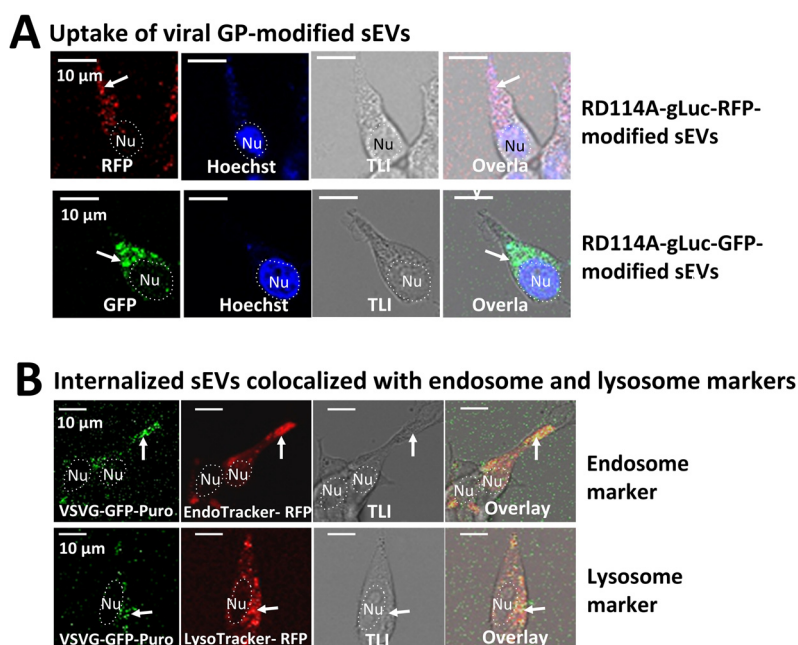 A Uptake of viral GP-modified sEVs
10 µm
Nu
RFP
Nu
Hoechst
Nu
TLI
Nu
Overla
RD114A-gLuc-RFP-
modified sEVs
10 µm
Nu
GFP
Nu
Hoechst
Nu
TLI
Nu
Overla
RD114A-gLuc-GFP-
modified sEVs
B Internalized sEVs colocalized with endosome and lysosome markers
10 µm
Nu Nu
VSVG-GFP-Puro
Nu Nu
EndoTracker- RFP
Nu Nu
TLI
Nu Nu
Overlay
Endosome
marker
10 µm
Nu
VSVG-GFP-Puro
Nu
LysoTracker- RFP
Nu
TLI
Nu
Overlay
Lysosome
marker